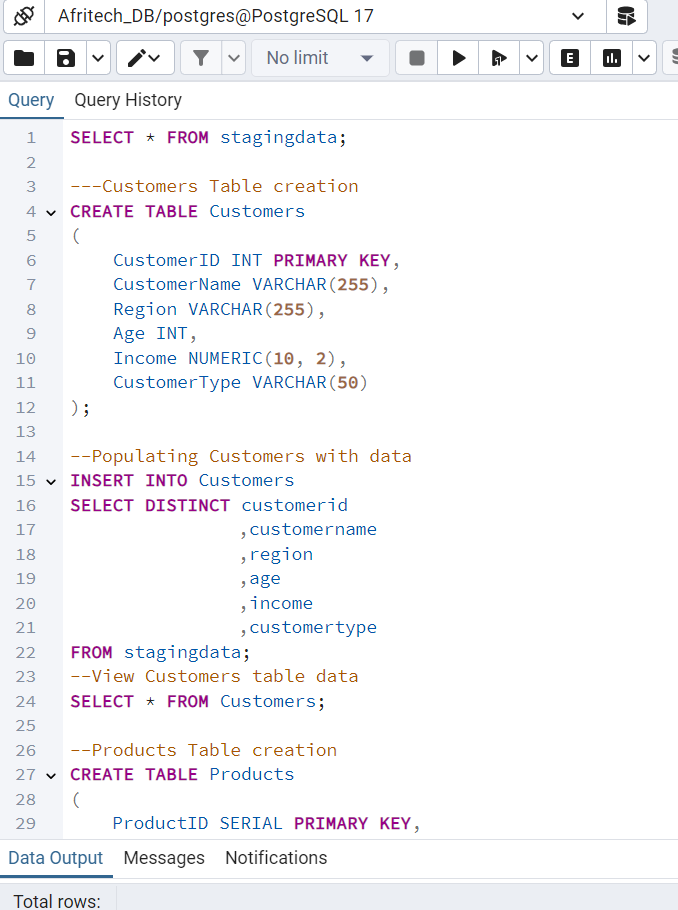 Afritech_DB/postgres@PostgreSQL 17
No limit
E
Query Query History
1 SELECT * FROM stagingdata;
2
3 ---Customers Table creation
4 CREATE TABLE Customers
5 (
6 CustomerID INT PRIMARY KEY,
7 CustomerName VARCHAR(255),
8 Region VARCHAR(255),
9 Age INT,
10 Income NUMERIC(10, 2),
11 CustomerType VARCHAR(50)
12 );
13
14 --Populating Customers with data
15 INSERT INTO Customers
16 SELECT DISTINCT customerid
17 ,customername
18 ,region
19 ,age
20 ,income
21 ,customertype
22 FROM stagingdata;
23 --View Customers table data
24 SELECT * FROM Customers;
25
26 --Products Table creation
27 CREATE TABLE Products
28 (
29 ProductID SERIAL PRIMARY KEY,
Data Output Messages Notifications
Total rows: